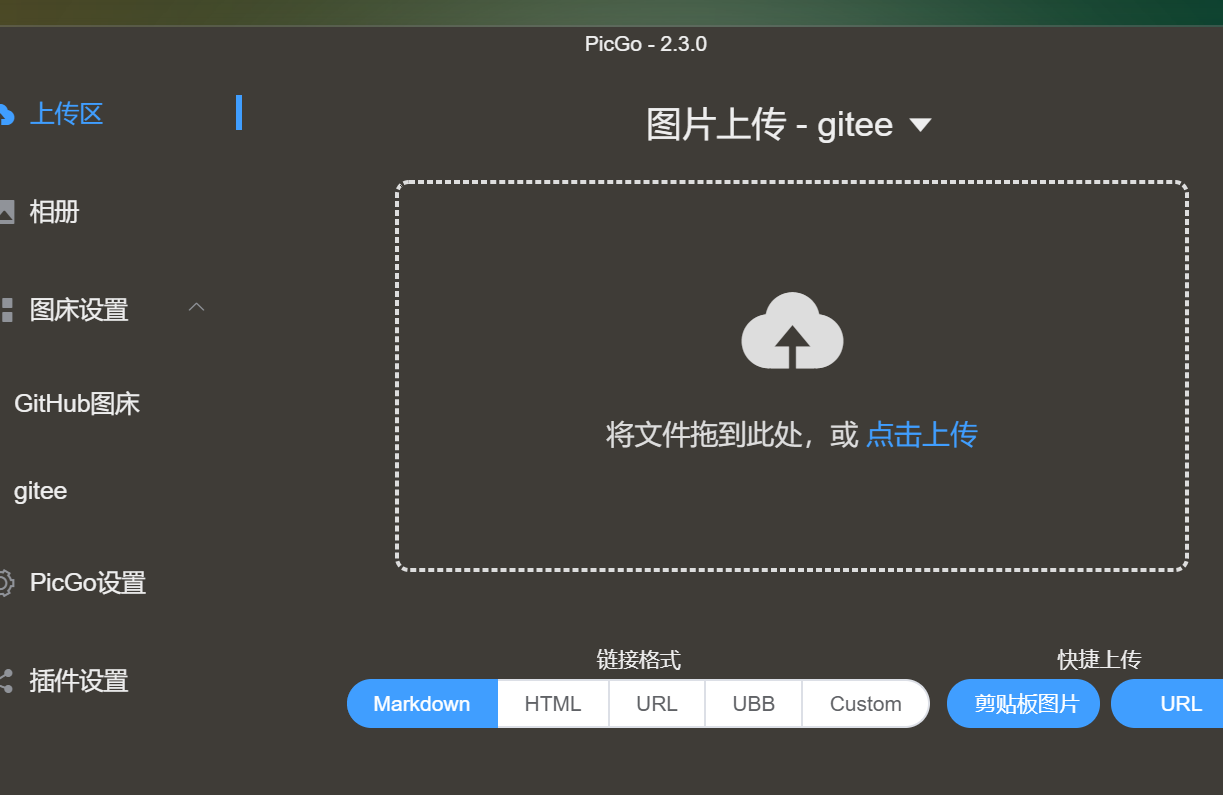 PicGo - 2.3.0
上传区
相册
图床设置
GitHub图床
gitee
PicGo设置
插件设置
图片上传 - gitee
将文件拖到此处，或 点击上传
链接格式
Markdown HTML URL UBB Custom
快捷上传
剪贴板图片 URL